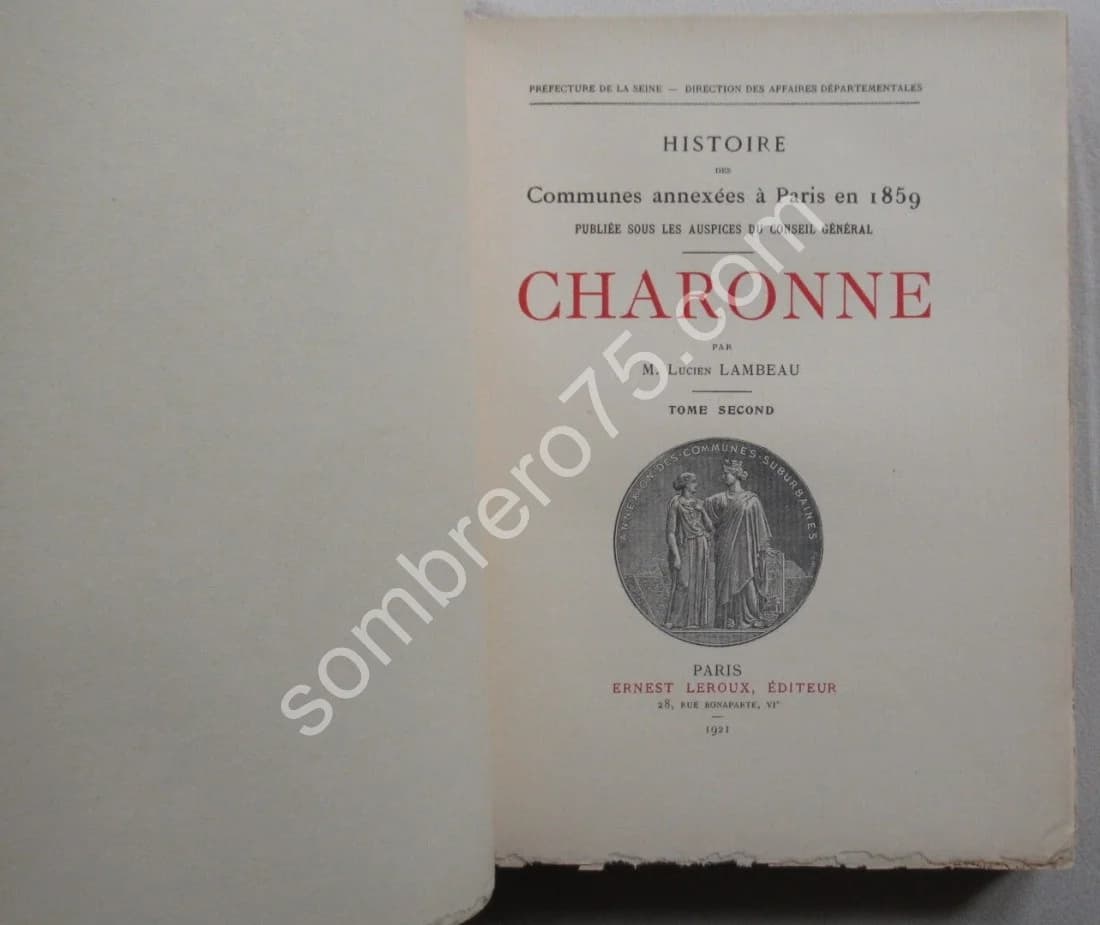 PRÉFECTURE DE LA SEINE — DIRECTION DES AFFAIRES DÉPARTEMENTALES
HISTOIRE
DES
Communes annexées à Paris en 1859
PUBLIÉE SOUS LES AUSPICES DU CONSEIL GÉNÉRAL
CHARONNE
PAR
M. LUCIEN LAMBEAU
TOME SECOND
ANNEXION·DES·COMMUNES·SUBURBAINES
PARIS
ERNEST LEROUX, ÉDITEUR
28, RUE BONAPARTE, VIe
1921
sombrero75.com